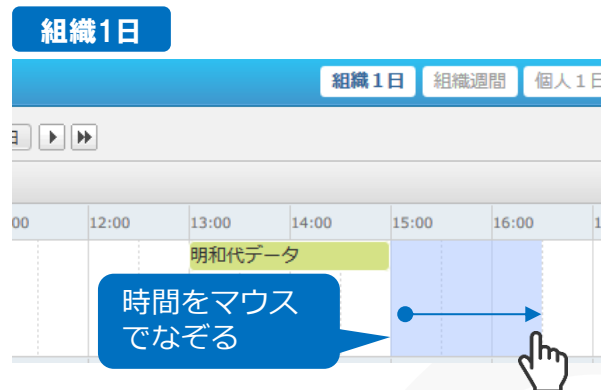 組織1日
組織１日 組織週間 個人１日
日
00 12:00 13:00 14:00 15:00 16:00 1
明和代データ
時間をマウス
でなぞる